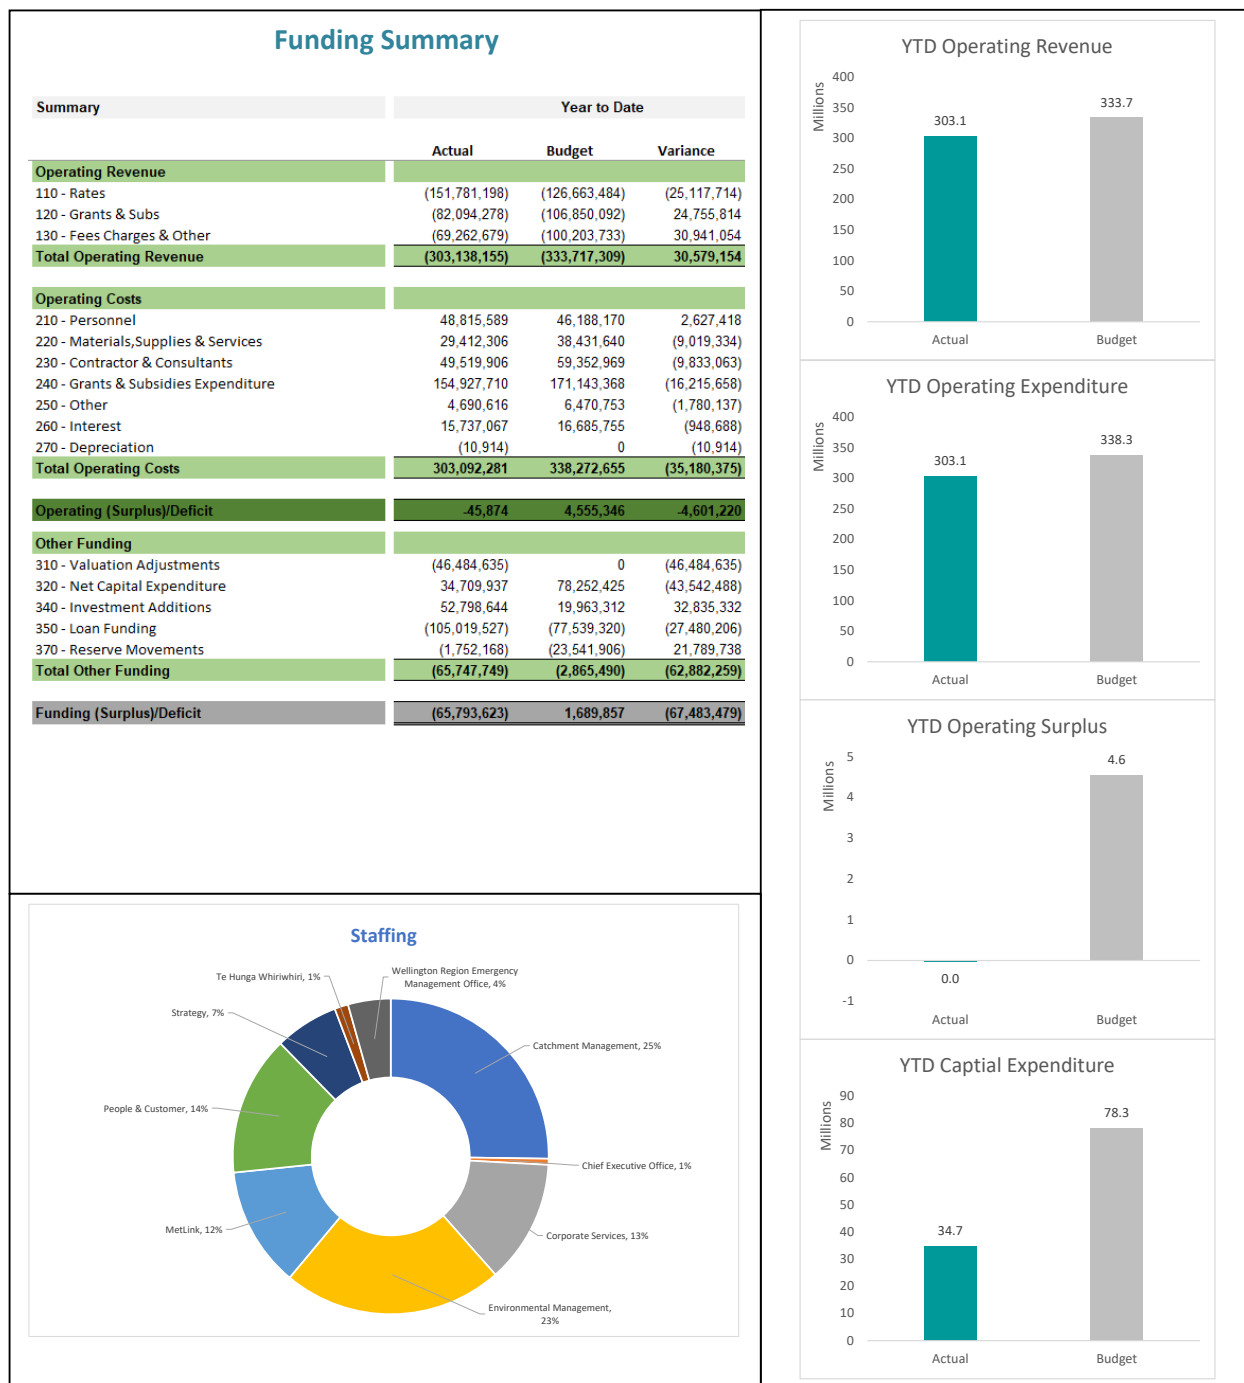 Funding Summary
Summary Year to Date
Actual Budget Variance
Operating Revenue
110 - Rates (151,781,198) (126,663,484) (25,117,714)
120 - Grants & Subs (82,094,278) (106,850,092) 24,755,814
130 - Fees Charges & Other (69,262,679) (100,203,733) 30,941,054
Total Operating Revenue (303,138,155) (333,717,309) 30,579,154
Operating Costs
210 - Personnel 48,815,589 46,188,170 2,627,418
220 - Materials,Supplies & Services 29,412,306 38,431,640 (9,019,334)
230 - Contractor & Consultants 49,519,906 59,352,969 (9,833,063)
240 - Grants & Subsidies Expenditure 154,927,710 171,143,368 (16,215,658)
250 - Other 4,690,616 6,470,753 (1,780,137)
260 - Interest 15,737,067 16,685,755 (948,688)
270 - Depreciation (10,914) 0 (10,914)
Total Operating Costs 303,092,281 338,272,655 (35,180,375)
Operating (Surplus)/Deficit -45,874 4,555,346 -4,601,220
Other Funding
310 - Valuation Adjustments (46,484,635) 0 (46,484,635)
320 - Net Capital Expenditure 34,709,937 78,252,425 (43,542,488)
340 - Investment Additions 52,798,644 19,963,312 32,835,332
350 - Loan Funding (105,019,527) (77,539,320) (27,480,206)
370 - Reserve Movements (1,752,168) (23,541,906) 21,789,738
Total Other Funding (65,747,749) (2,865,490) (62,882,259)
Funding (Surplus)/Deficit (65,793,623) 1,689,857 (67,483,479)
Staffing
Te Hunga Whiriwhiri, 1%
Wellington Region Emergency
Management Office, 4%
Strategy, 7%
Catchment Management, 25%
People & Customer, 14%
Chief Executive Office, 1%
MetLink, 12%
Corporate Services, 13%
Environmental Management,
23%
YTD Operating Revenue
Millions
400
350
300
250
200
150
100
50
0
303.1
333.7
Actual Budget
YTD Operating Expenditure
Millions
400
350
300
250
200
150
100
50
0
303.1
338.3
Actual Budget
YTD Operating Surplus
Millions
5
4
3
2
1
0
-1
0.0
4.6
Actual Budget
YTD Captial Expenditure
Millions
90
80
70
60
50
40
30
20
10
0
34.7
78.3
Actual Budget